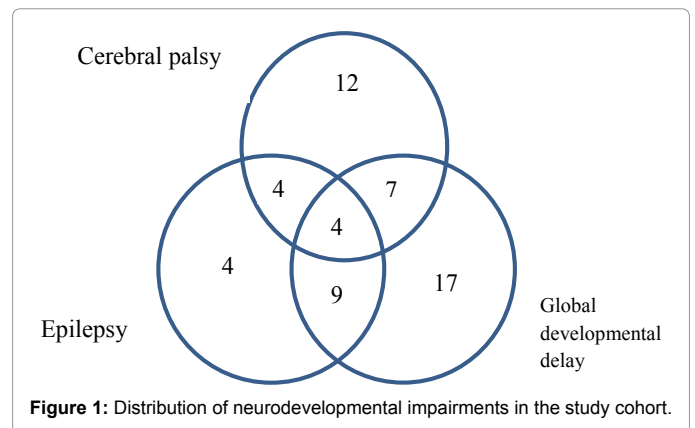 Cerebral palsy
12
4
7
4
4
9
17
Epilepsy
Global
developmental
delay
Figure 1: Distribution of neurodevelopmental impairments in the study cohort.